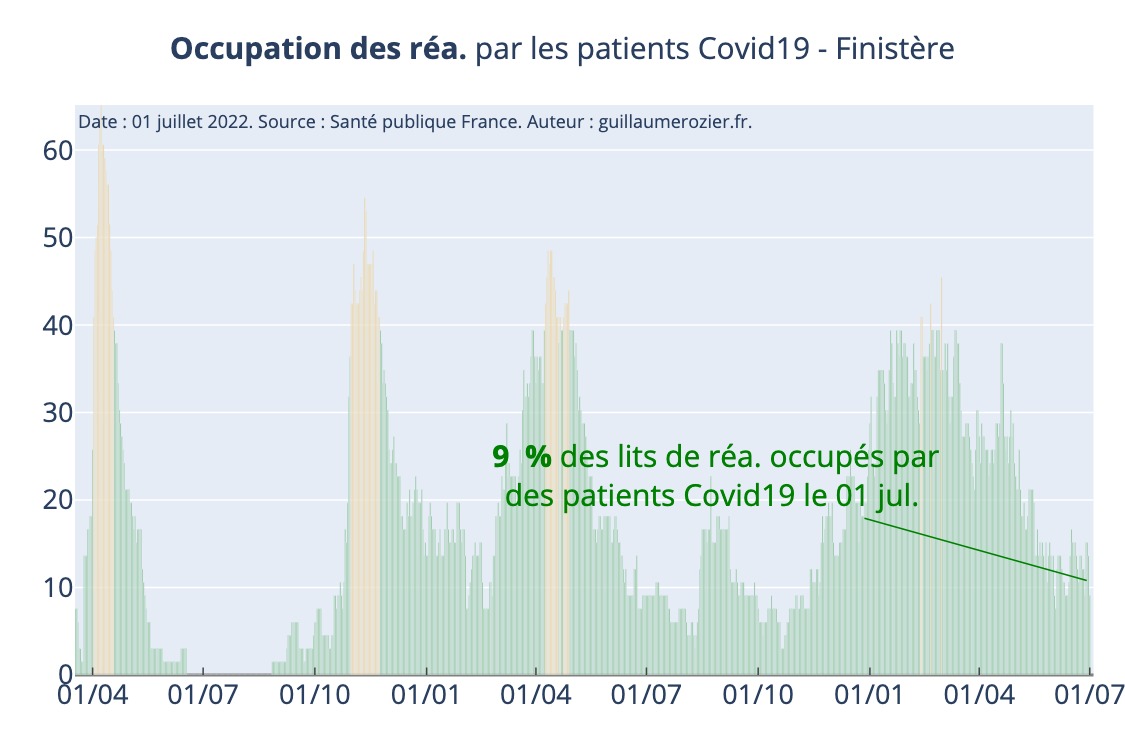 Occupation des réa. par les patients Covid19 - Finistère
Date : 01 juillet 2022. Source : Santé publique France. Auteur : guillaumerozier.fr.
60
50
40
30
20
10
0
9 % des lits de réa. occupés par
des patients Covid19 le 01 jul.
01/04 01/07 01/10 01/01 01/04 01/07 01/10 01/01 01/04 01/07